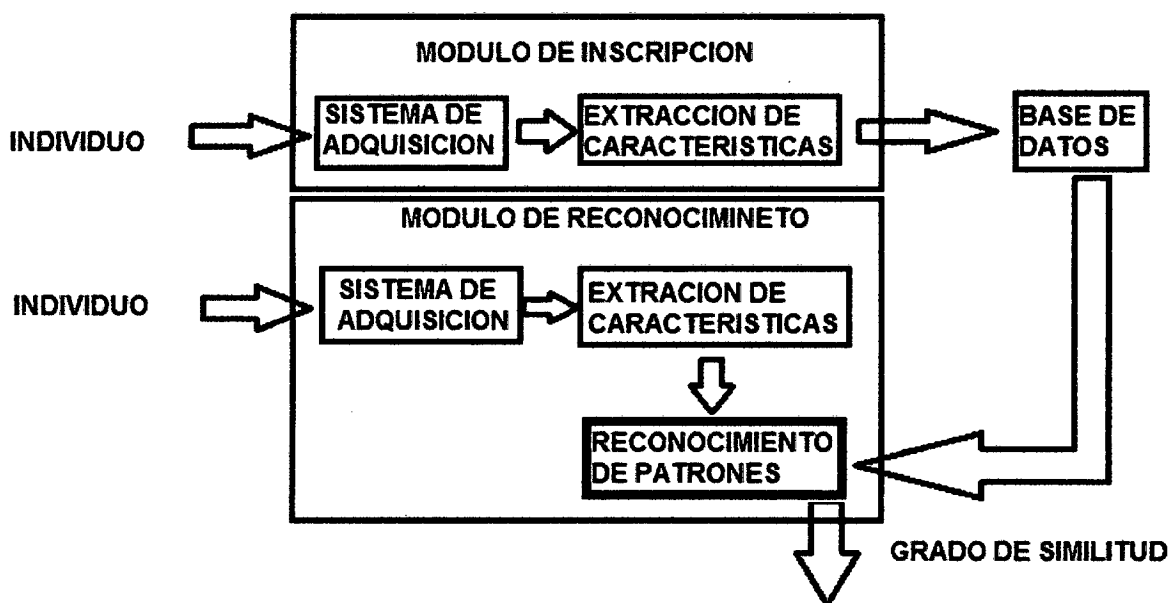 MODULO DE INSCRIPCION
INDIVIDUO
SISTEMA DE
ADQUISICION
EXTRACCION DE
CARACTERISTICAS
BASE DE
DATOS
MODULO DE RECONOCIMINETO
INDIVIDUO
SISTEMA DE
ADQUISICION
EXTRACION DE
CARACTERISTICAS
RECONOCIMIENTO
DE PATRONES
GRADO DE SIMILITUD